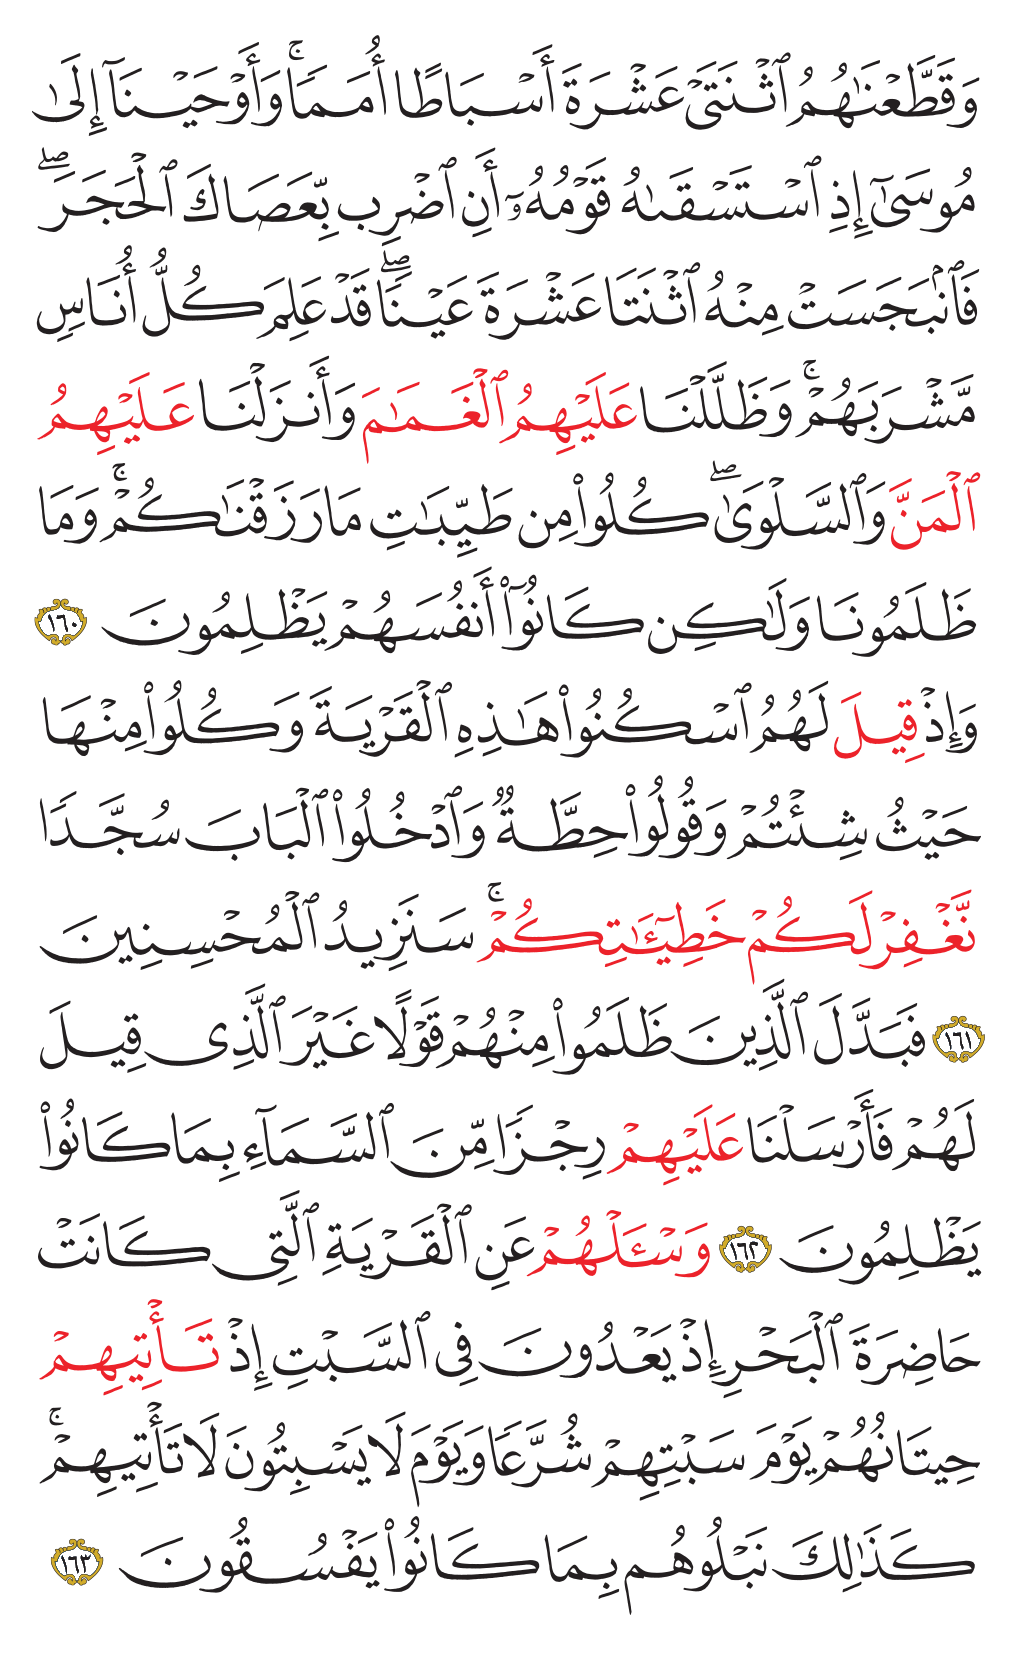 وَقَطَّعْنَٰهُمُ ٱثْنَتَىْ عَشْرَةَ أَسْبَاطًا أُمَمًۭا ۚ وَأَوْحَيْنَآ إِلَىٰ
مُوسَىٰٓ إِذِ ٱسْتَسْقَىٰهُ قَوْمُهُۥٓ أَنِ ٱضْرِب بِّعَصَاكَ ٱلْحَجَرَ ۖ
فَٱنۢبَجَسَتْ مِنْهُ ٱثْنَتَا عَشْرَةَ عَيْنًۭا ۖ قَدْ عَلِمَ كُلُّ أُنَاسٍۢ
مَّشْرَبَهُمْ ۚ وَظَلَّلْنَا عَلَيْهِمُ ٱلْغَمَٰمَ وَأَنزَلْنَا عَلَيْهِمُ
ٱلْمَنَّ وَٱلسَّلْوَىٰ ۖ كُلُوا۟ مِن طَيِّبَٰتِ مَا رَزَقْنَٰكُمْ ۚ وَمَا
ظَلَمُونَا وَلَٰكِن كَانُوٓا۟ أَنفُسَهُمْ يَظْلِمُونَ ١٦٠
وَإِذْ قِيلَ لَهُمُ ٱسْكُنُوا۟ هَٰذِهِ ٱلْقَرْيَةَ وَكُلُوا۟ مِنْهَا
حَيْثُ شِئْتُمْ وَقُولُوا۟ حِطَّةٌۭ وَٱدْخُلُوا۟ ٱلْبَابَ سُجَّدًۭا
نَّغْفِرْ لَكُمْ خَطِيٓـَٰٔتِكُمْ ۚ سَنَزِيدُ ٱلْمُحْسِنِينَ
١٦١ فَبَدَّلَ ٱلَّذِينَ ظَلَمُوا۟ مِنْهُمْ قَوْلًا غَيْرَ ٱلَّذِى قِيلَ
لَهُمْ فَأَرْسَلْنَا عَلَيْهِمْ رِجْزًۭا مِّنَ ٱلسَّمَآءِ بِمَا كَانُوا۟
يَظْلِمُونَ ١٦٢ وَسْـَٔلْهُمْ عَنِ ٱلْقَرْيَةِ ٱلَّتِى كَانَتْ
حَاضِرَةَ ٱلْبَحْرِ إِذْ يَعْدُونَ فِى ٱلسَّبْتِ إِذْ تَأْتِيهِمْ
حِيتَانُهُمْ يَوْمَ سَبْتِهِمْ شُرَّعًۭا وَيَوْمَ لَا يَسْبِتُونَ لَا تَأْتِيهِمْ ۚ
كَذَٰلِكَ نَبْلُوهُم بِمَا كَانُوا۟ يَفْسُقُونَ ١٦٣